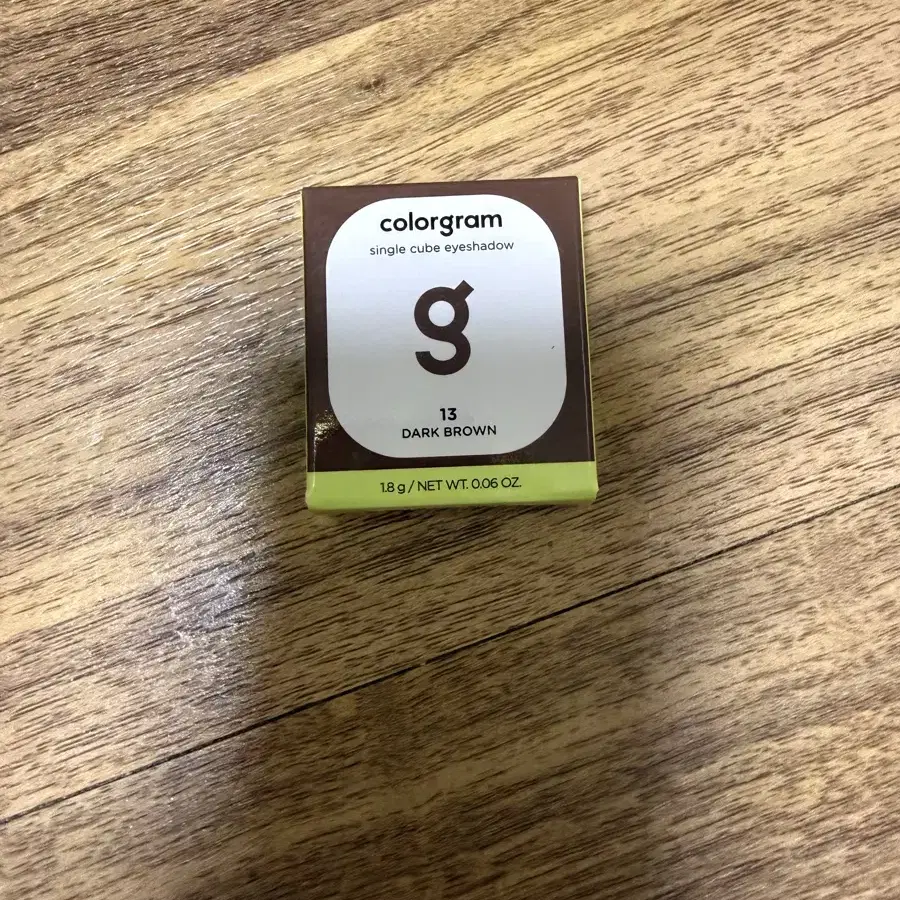 colorgram
single cube eyeshadow
g
13
DARK BROWN
1.8 g / NET WT. 0.06 OZ.